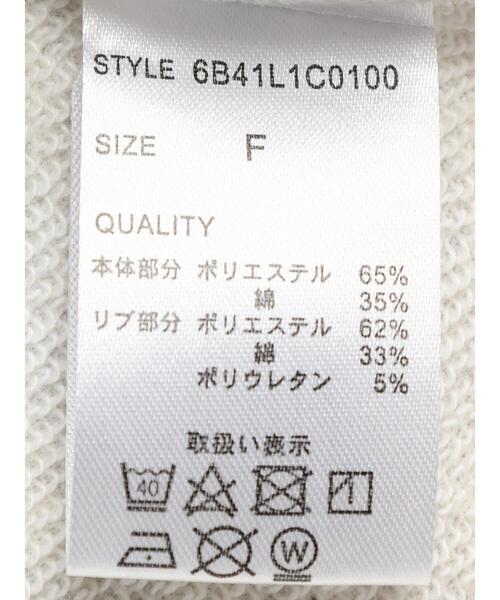 STYLE 6B41L1C0100
SIZE F
QUALITY
本体部分 ポリエステル 65%
綿 35%
リブ部分 ポリエステル 62%
綿 33%
ポリウレタン 5%
取扱い表示
40
W